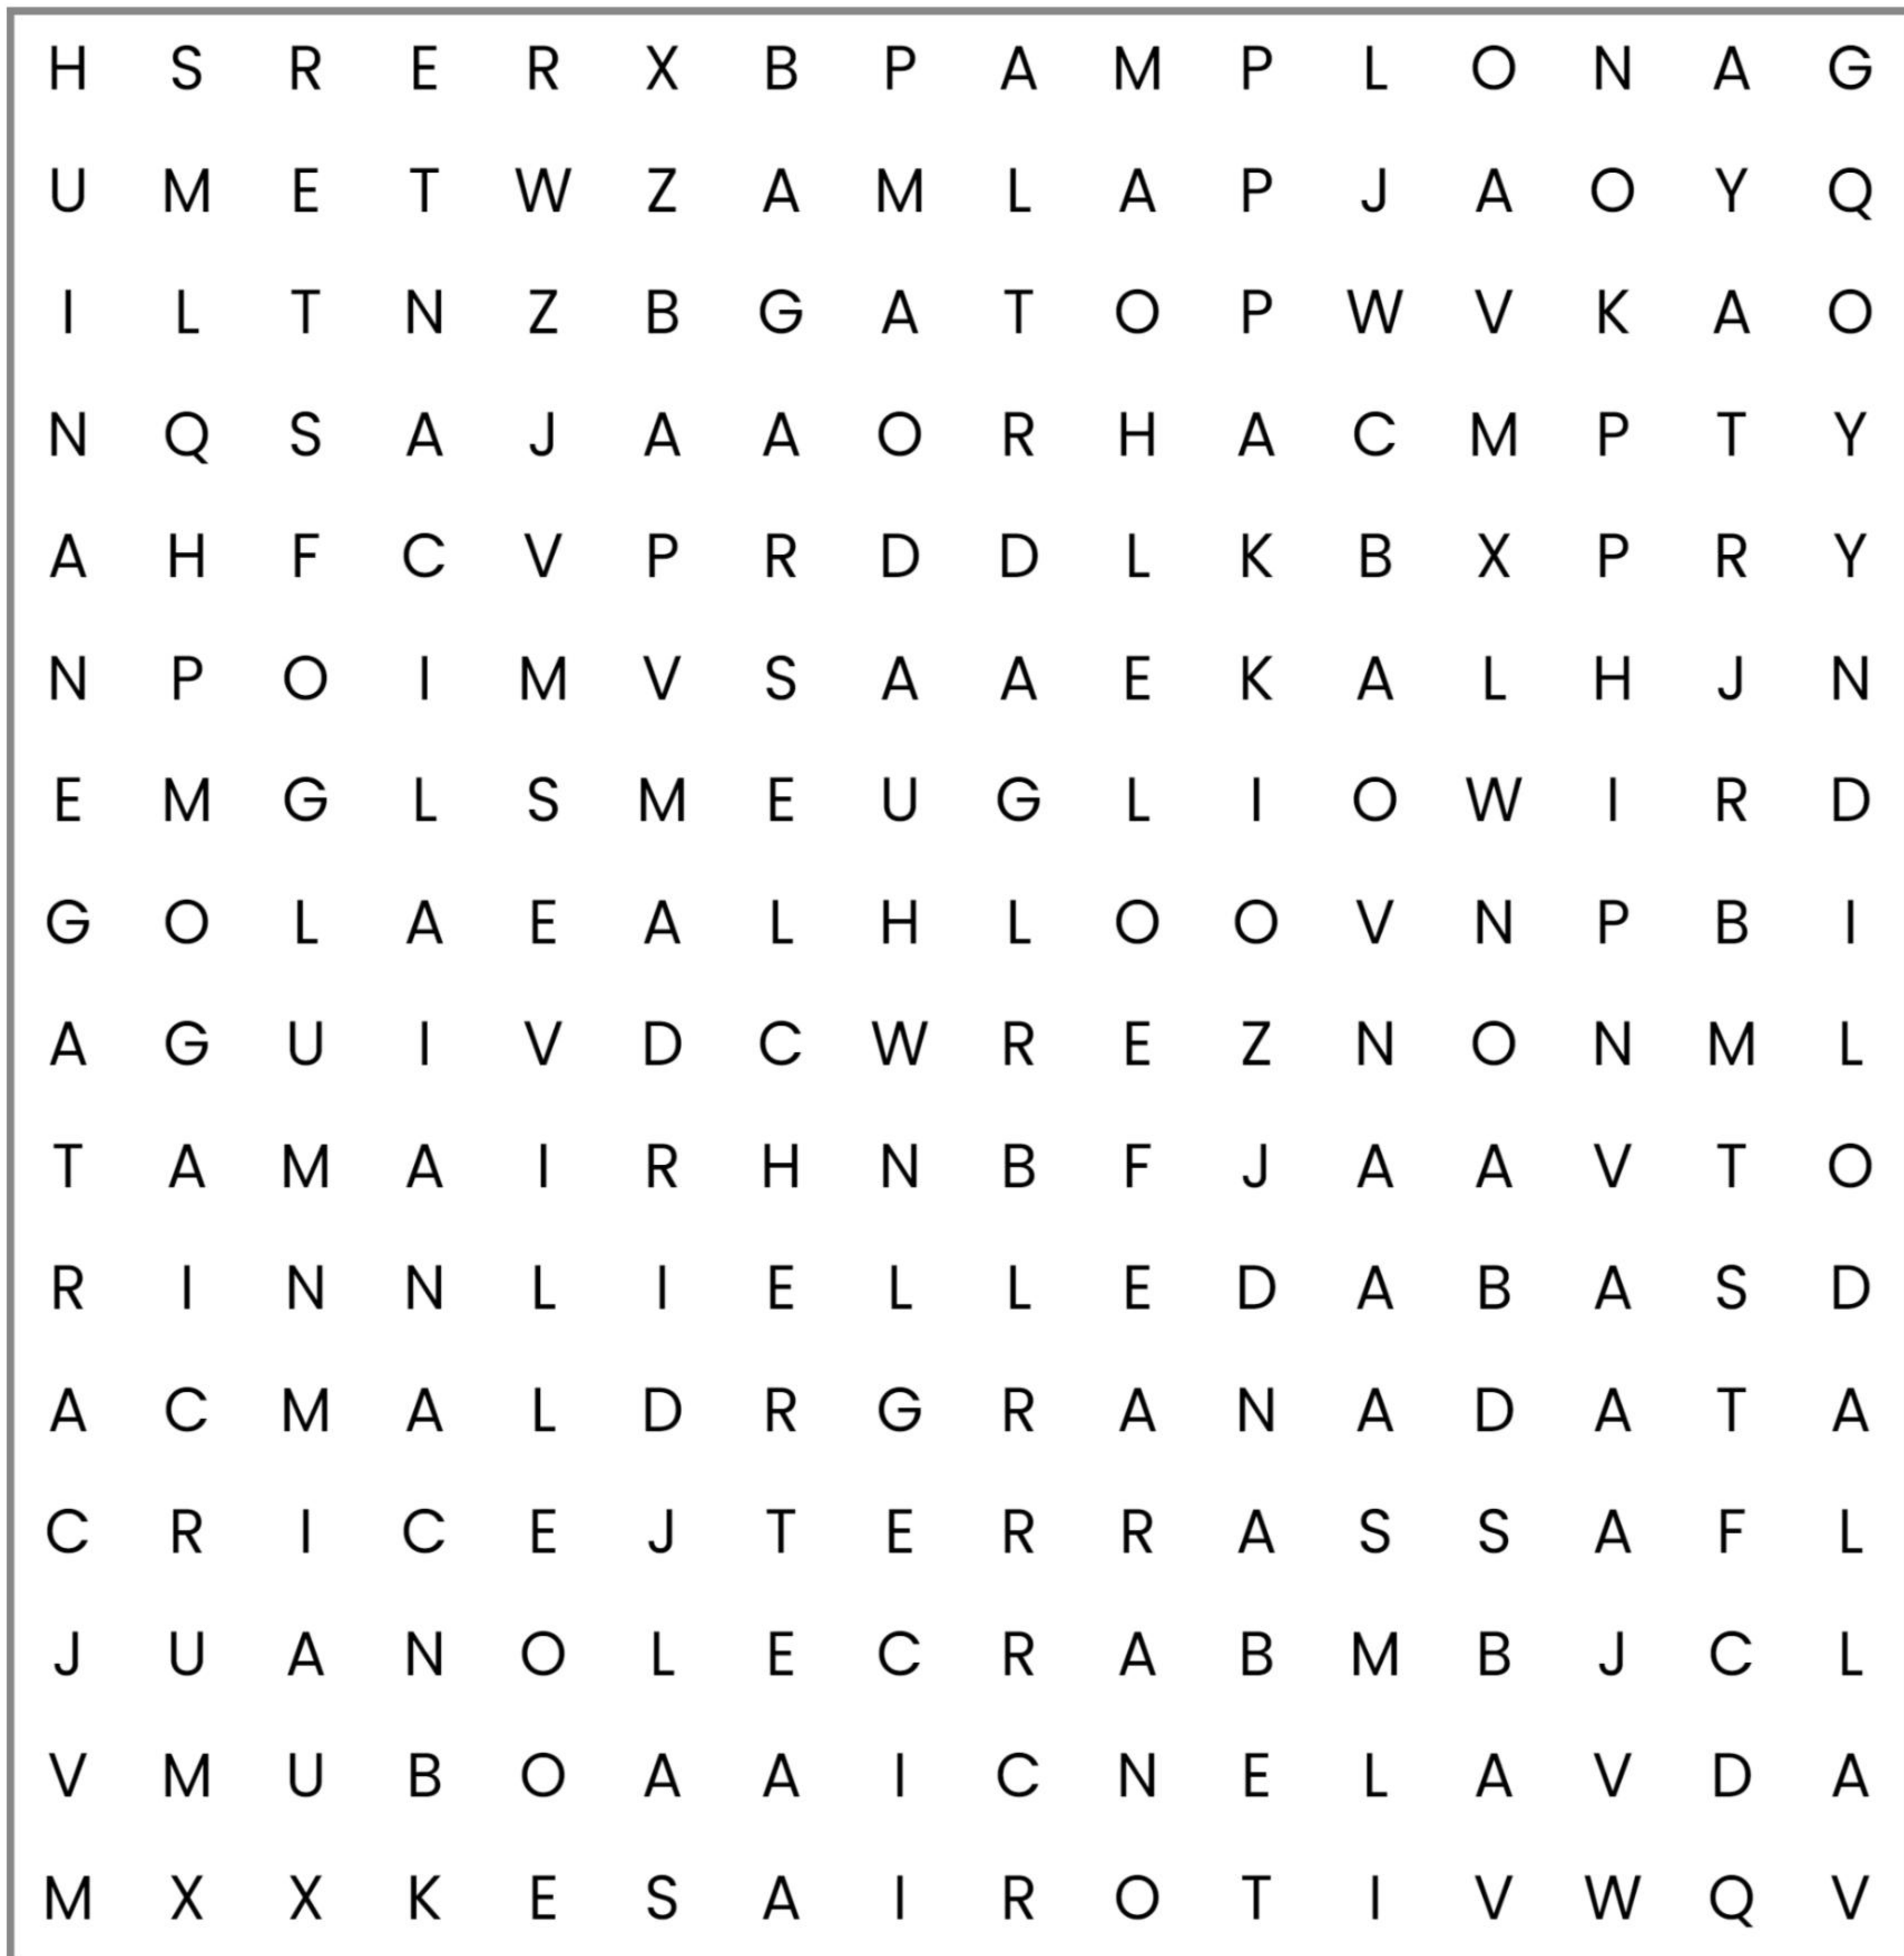 H S R E R X B P A M P L O N A G
U M E T W Z A M L A P J A O Y Q
I L T N Z B G A T O P W V K A O
N Q S A J A A O R H A C M P T Y
A H F C V P R D D L K B X P R Y
N P O I M V S A A E K A L H J N
E M G L S M E U G L I O W I R D
G O L A E A L H L O O V N P B I
A G U I V D C W R E Z N O N M L
T A M A I R H N B F J A A V T O
R I N N L I E L L E D A B A S D
A C M A L D R G R A N A D A T A
C R I C E J T E R R A S S A F L
J U A N O L E C R A B M B J C L
V M U B O A A I C N E L A V D A
M X X K E S A I R O T I V W Q V